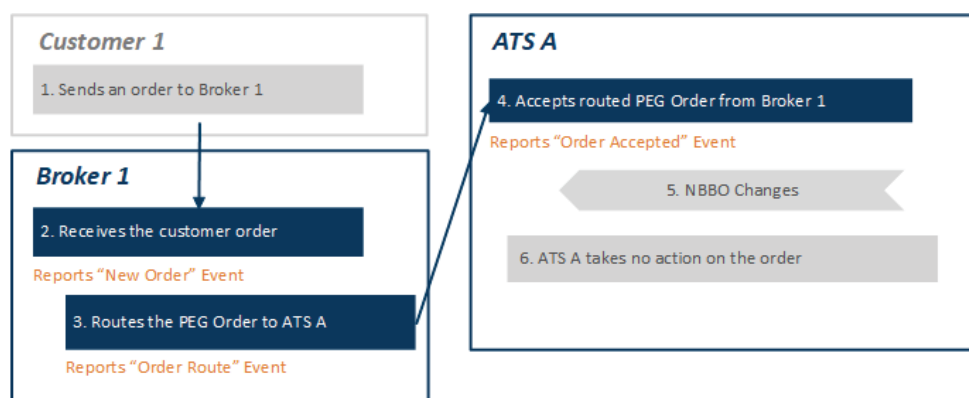 Customer 1
1. Sends an order to Broker 1
Broker 1
2. Receives the customer order
Reports “New Order” Event
3. Routes the PEG Order to ATS A
Reports “Order Route” Event
ATS A
4. Accepts routed PEG Order from Broker 1
Reports “Order Accepted” Event
5. NBBO Changes
6. ATS A takes no action on the order